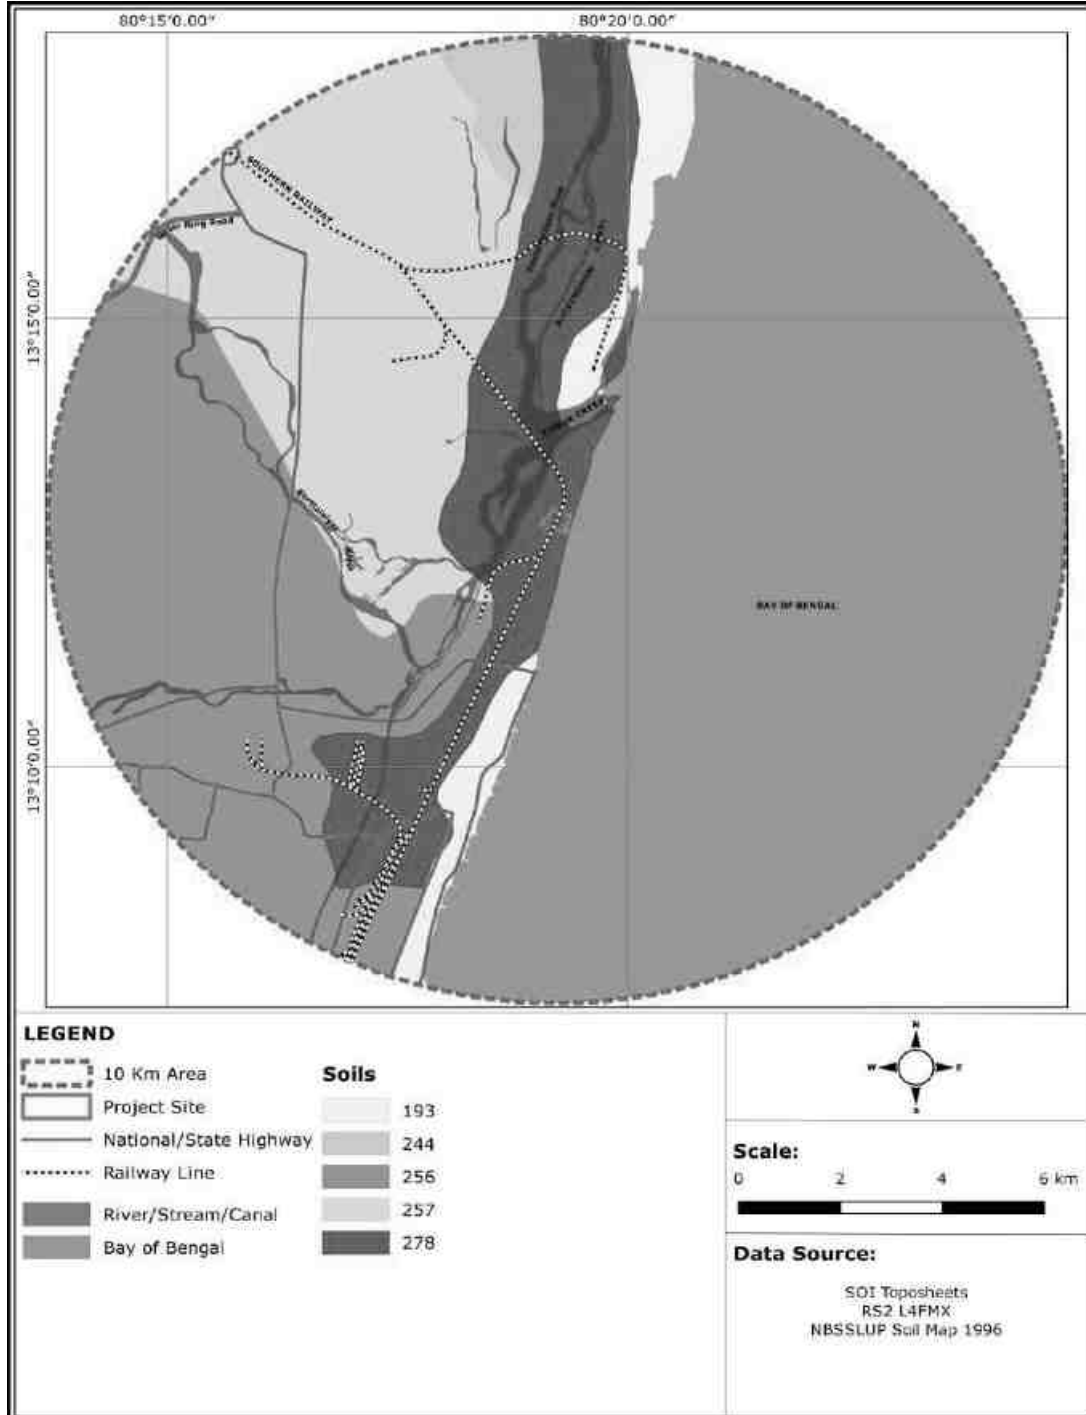 80°15'0.00"
80°20'0.00"
SOUTHERN RAILWAY
Ring Road
13°15'0.00"
CREEK
BAY OF BENGAL
13°10'0.00"
LEGEND
10 Km Area
Project Site
National/State Highway
Railway Line
River/Stream/Canal
Bay of Bengal
Soils
193
244
256
257
278
N
W
E
S
Scale:
0 2 4 6 km
Data Source:
SOI Toposheets
RS2 L4FMX
NBSSLUP Soil Map 1996